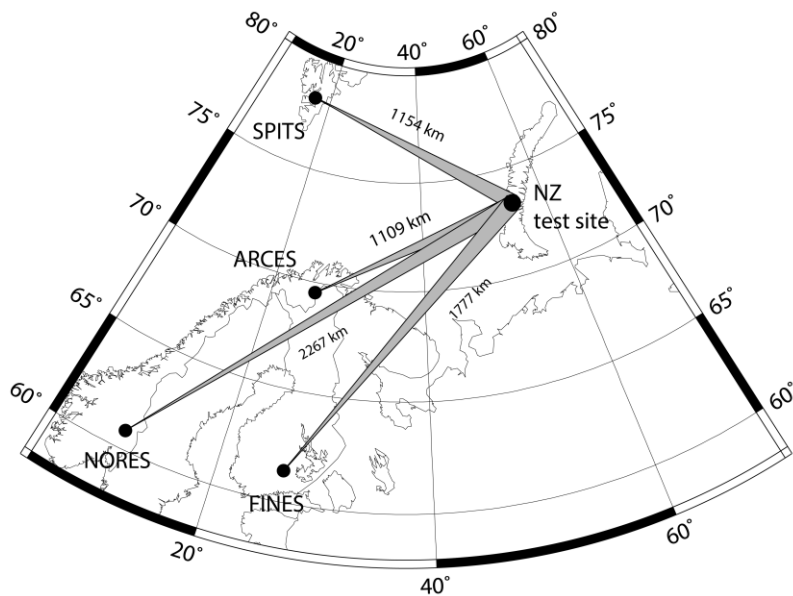 80° 20° 40° 60° 80°
75° SPITS 1154 km 75°
NZ
test site
70° 1109 km 70°
ARCES
65° 2267 km 1777 km 65°
60° 60°
NORES
FINES
20° 40° 60°